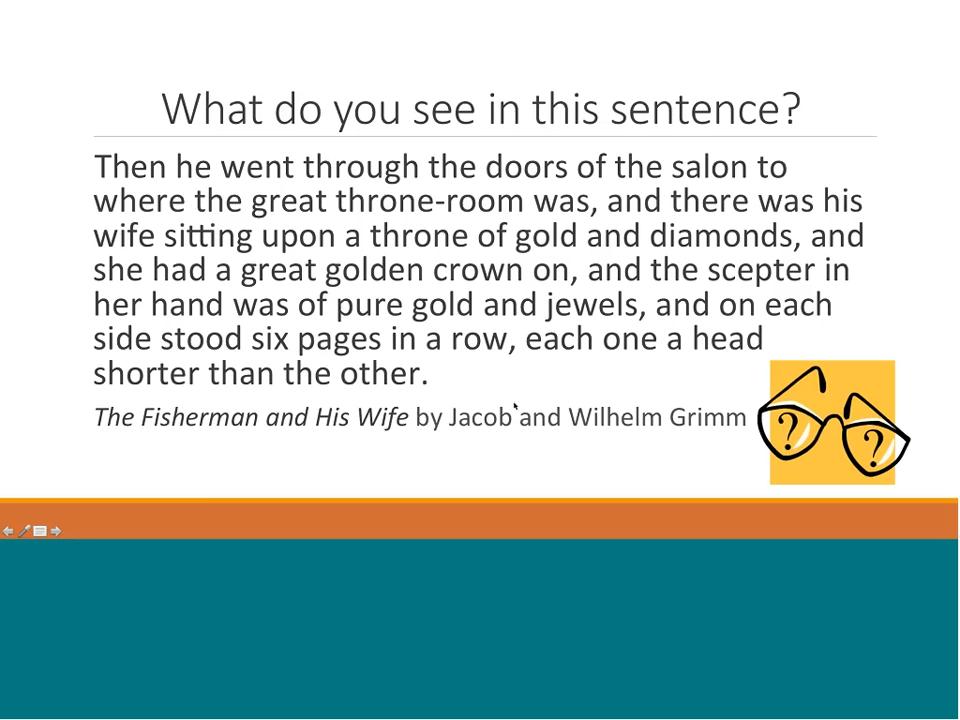 What do you see in this sentence?
Then he went through the doors of the salon to
where the great throne-room was, and there was his
wife sitting upon a throne of gold and diamonds, and
she had a great golden crown on, and the scepter in
her hand was of pure gold and jewels, and on each
side stood six pages in a row, each one a head
shorter than the other.
The Fisherman and His Wife by Jacob and Wilhelm Grimm
? ?